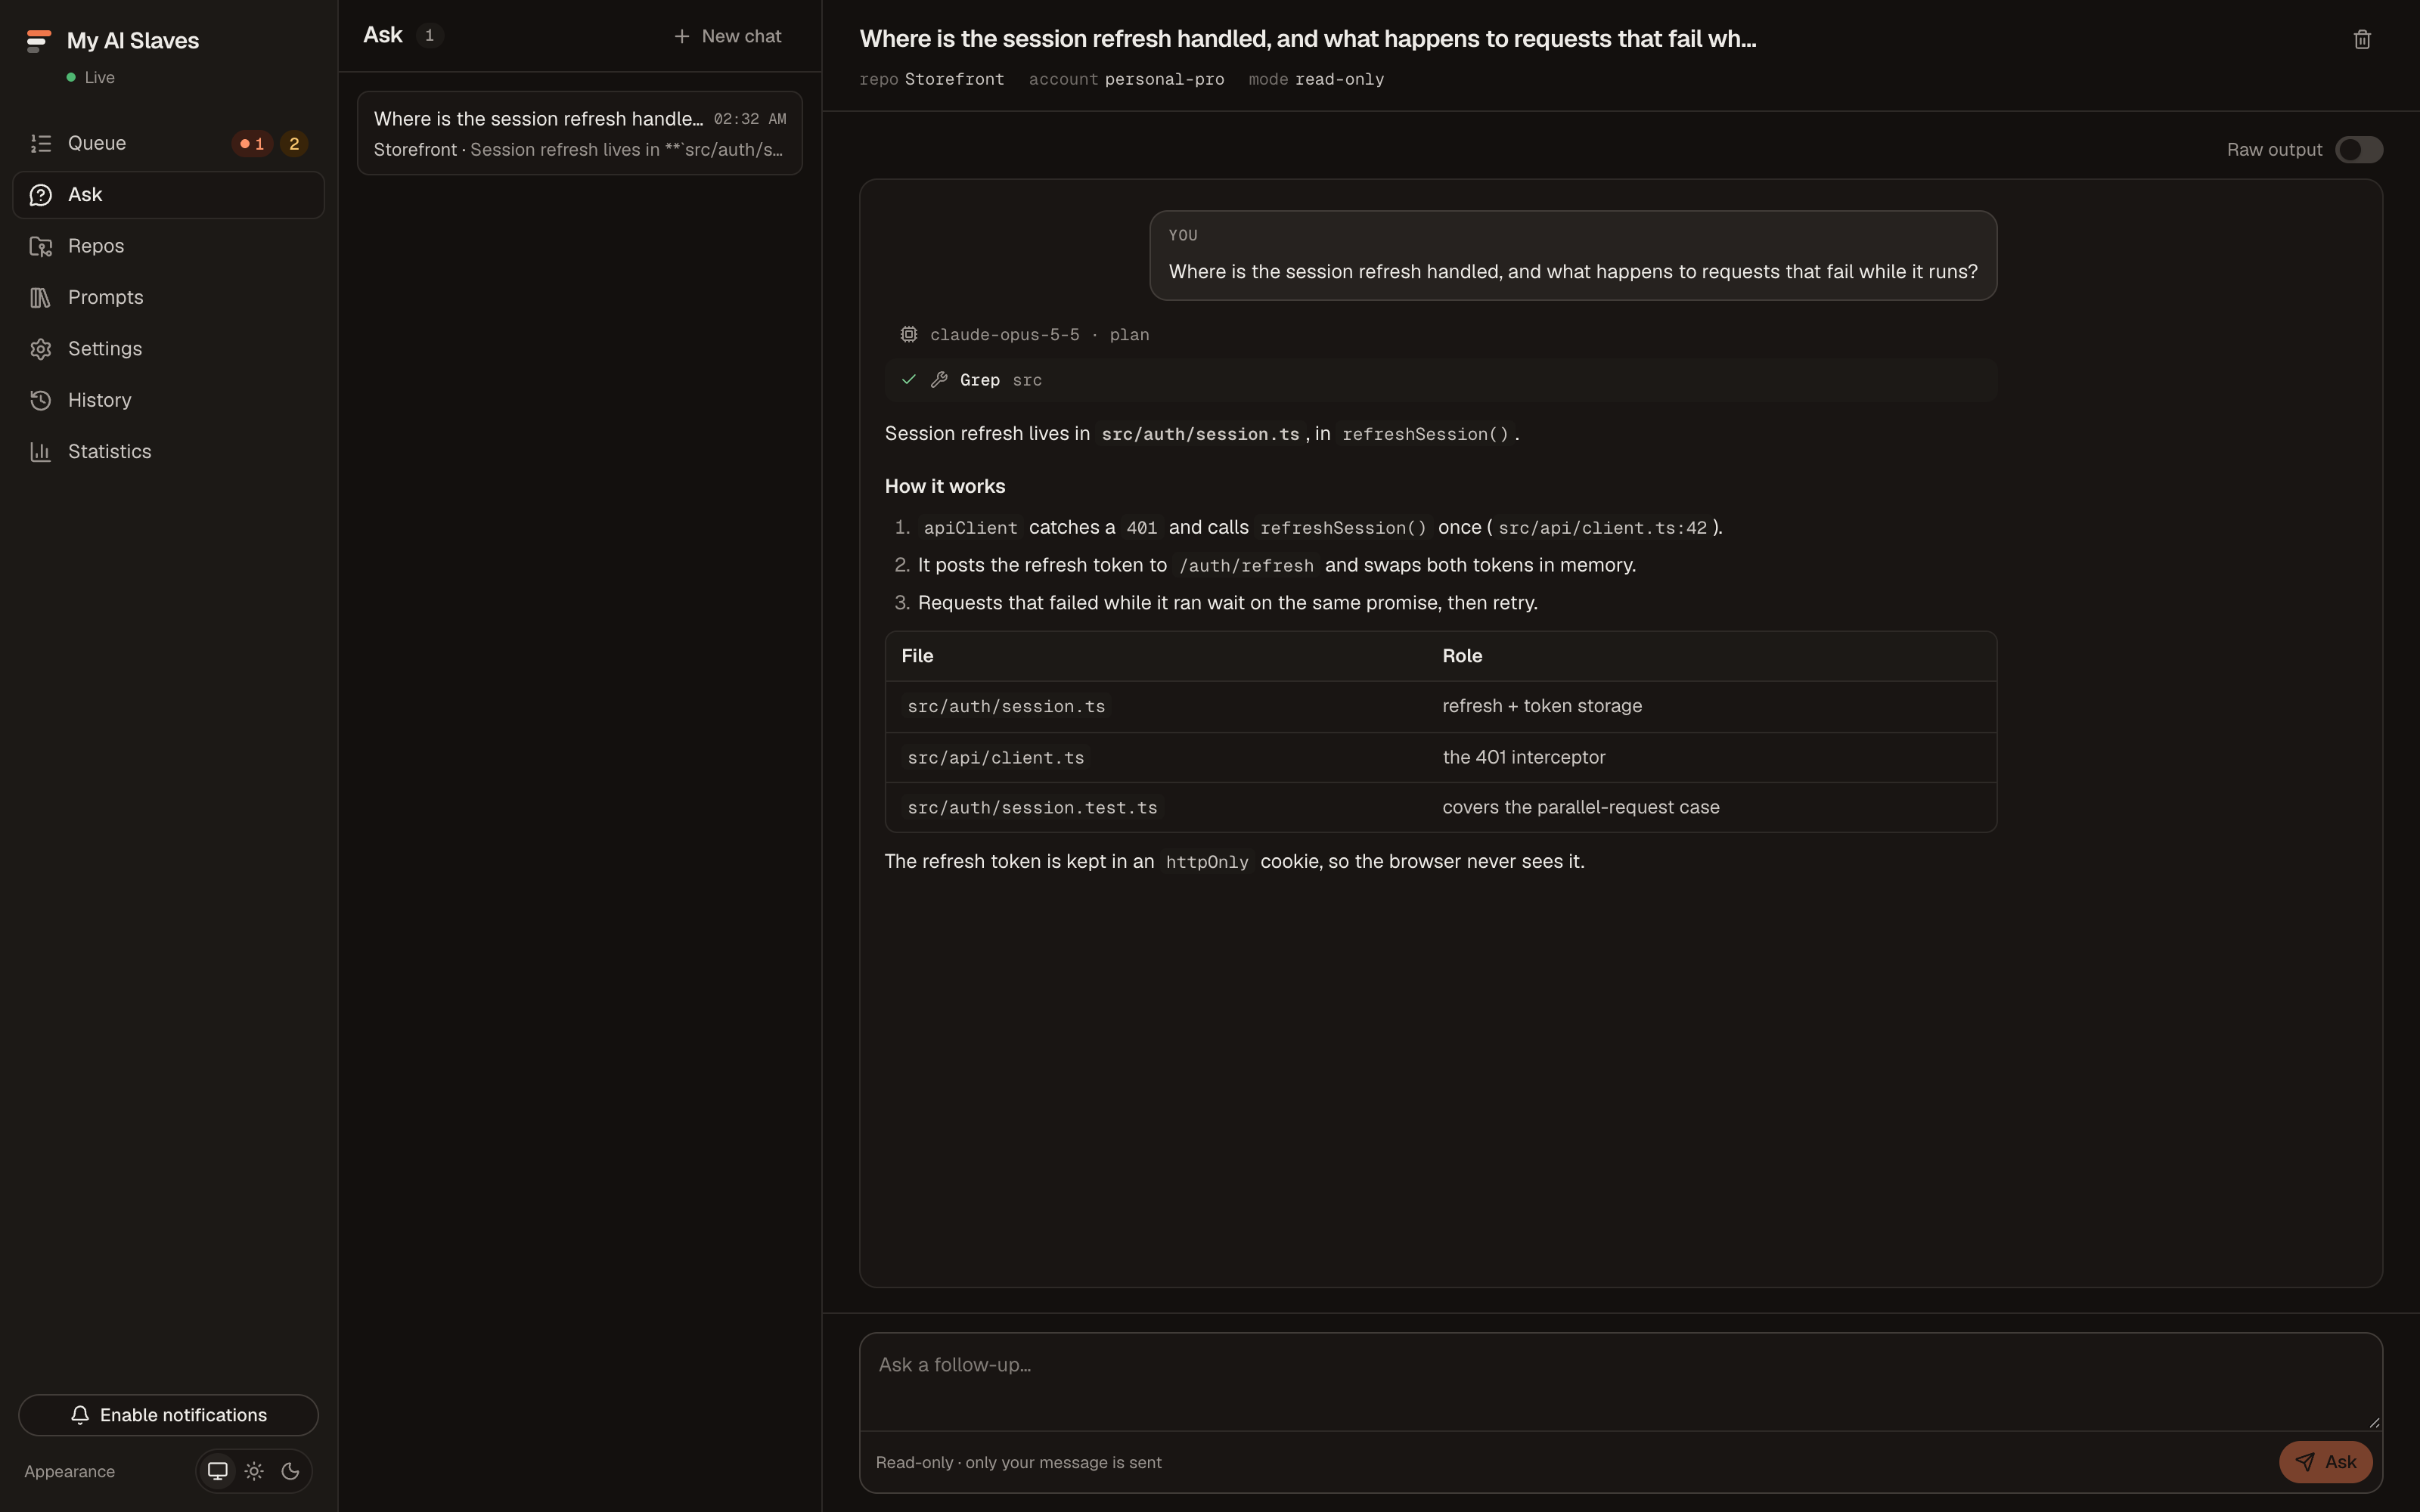 My AI Slaves
Live
Queue 1 2
Ask
Repos
Prompts
Settings
History
Statistics
Enable notifications
Appearance
Ask 1
New chat
Where is the session refresh handle... 02:32 AM
Storefront · Session refresh lives in **`src/auth/s...
Where is the session refresh handled, and what happens to requests that fail wh...
repo Storefront account personal-pro mode read-only
Raw output
YOU
Where is the session refresh handled, and what happens to requests that fail while it runs?
claude-opus-5-5 · plan
Grep src
Session refresh lives in src/auth/session.ts, in refreshSession().
How it works
1. apiClient catches a 401 and calls refreshSession() once (src/api/client.ts:42).
2. It posts the refresh token to /auth/refresh and swaps both tokens in memory.
3. Requests that failed while it ran wait on the same promise, then retry.
File Role
src/auth/session.ts refresh + token storage
src/api/client.ts the 401 interceptor
src/auth/session.test.ts covers the parallel-request case
The refresh token is kept in an httpOnly cookie, so the browser never sees it.
Ask a follow-up...
Read-only · only your message is sent
Ask